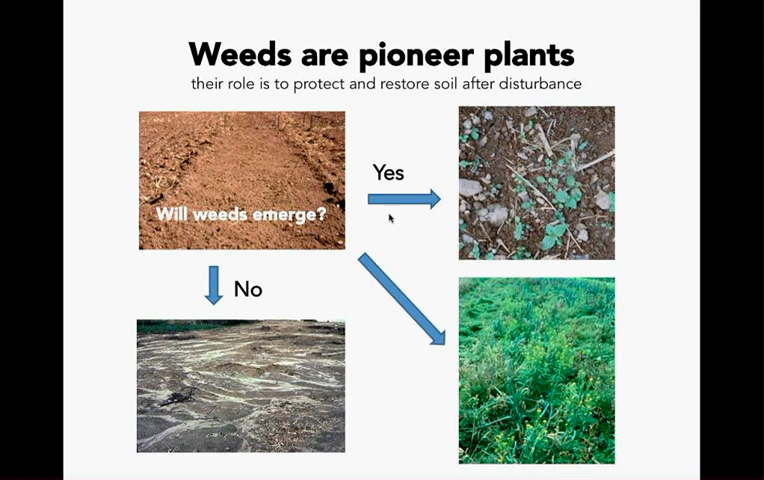 Weeds are pioneer plants
their role is to protect and restore soil after disturbance
Yes
Will weeds emerge?
No